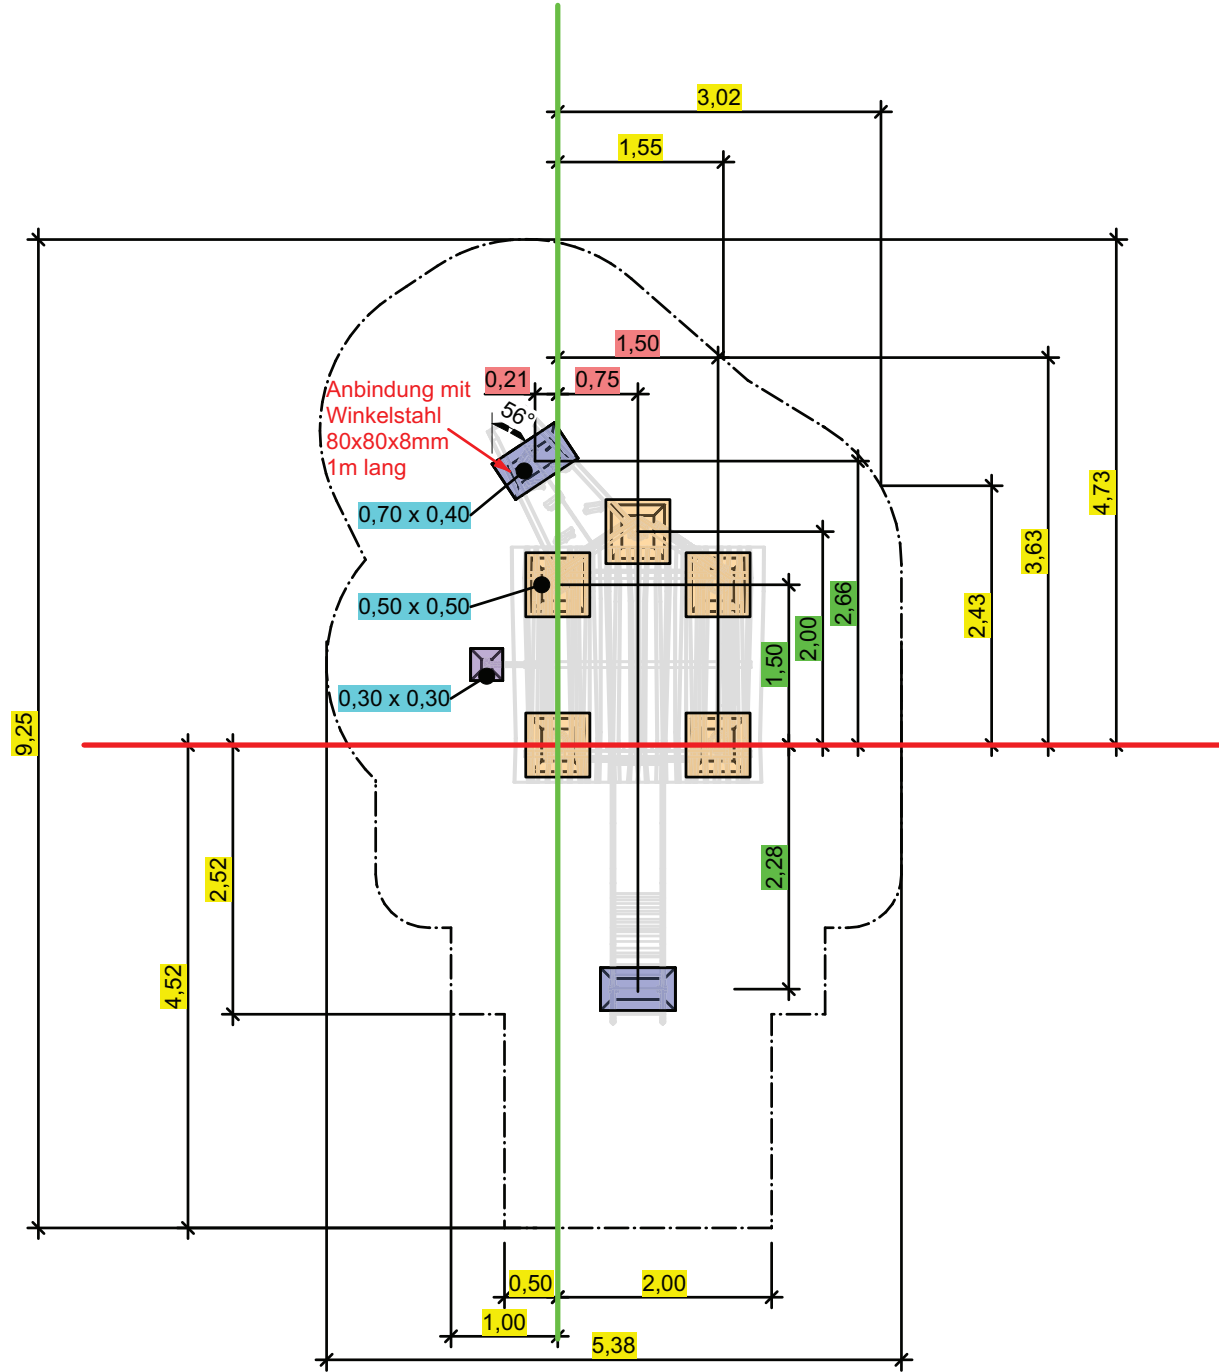 3,02
1,55
1,50
0,21
0,75
Anbindung mit
Winkelstahl
80x80x8mm
1m lang
56°
0,70 x 0,40
4,73
3,63
2,43
2,66
2,00
1,50
0,50 x 0,50
0,30 x 0,30
9,25
2,52
2,28
4,52
0,50
2,00
1,00
5,38